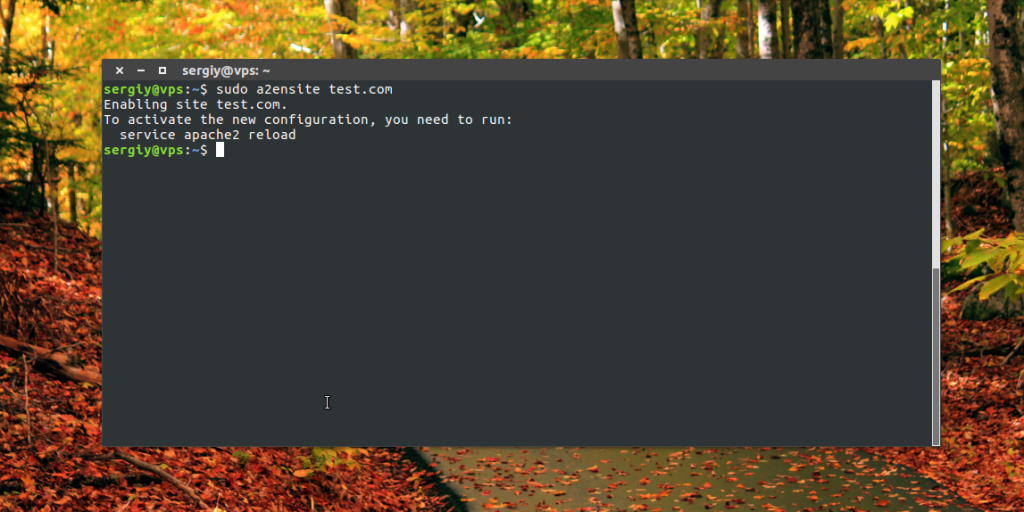 sergiy@vps: ~
sergiy@vps:~$ sudo a2ensite test.com
Enabling site test.com.
To activate the new configuration, you need to run:
  service apache2 reload
sergiy@vps:~$